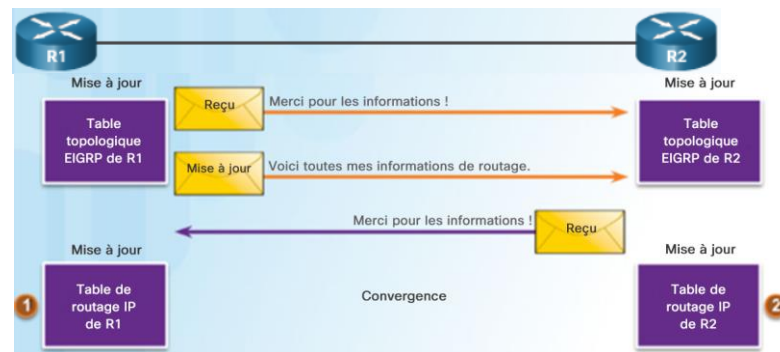 R1
R2
Mise à jour
Mise à jour
Table
topologique
EIGRP de R1
Reçu
Merci pour les informations !
Table
topologique
EIGRP de R2
Mise à jour
Voici toutes mes informations de routage.
Merci pour les informations !
Reçu
Mise à jour
Mise à jour
1
Table de
routage IP
de R1
Convergence
Table de
routage IP
de R2
2